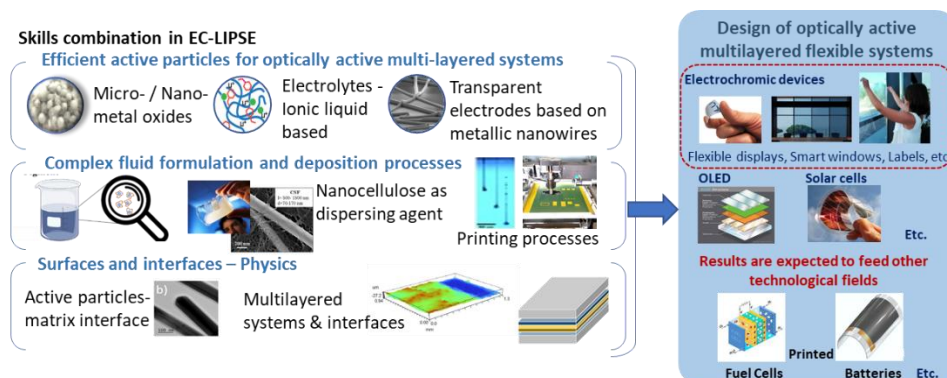 Skills combination in EC-LIPSE
Efficient active particles for optically active multi-layered systems
Micro- / Nano-
metal oxides
Electrolytes -
Ionic liquid
based
Transparent
electrodes based on
metallic nanowires
Complex fluid formulation and deposition processes
CNF
Nanocellulose as
dispersing agent
Printing processes
Surfaces and interfaces – Physics
Active particles-
matrix interface
b)
Multilayered
systems & interfaces
Design of optically active
multilayered flexible systems
Electrochromic devices
Flexible displays, Smart windows, Labels, etc
OLED
Solar cells
Etc.
Results are expected to feed other
technological fields
Printed
Fuel Cells
Batteries
Etc.